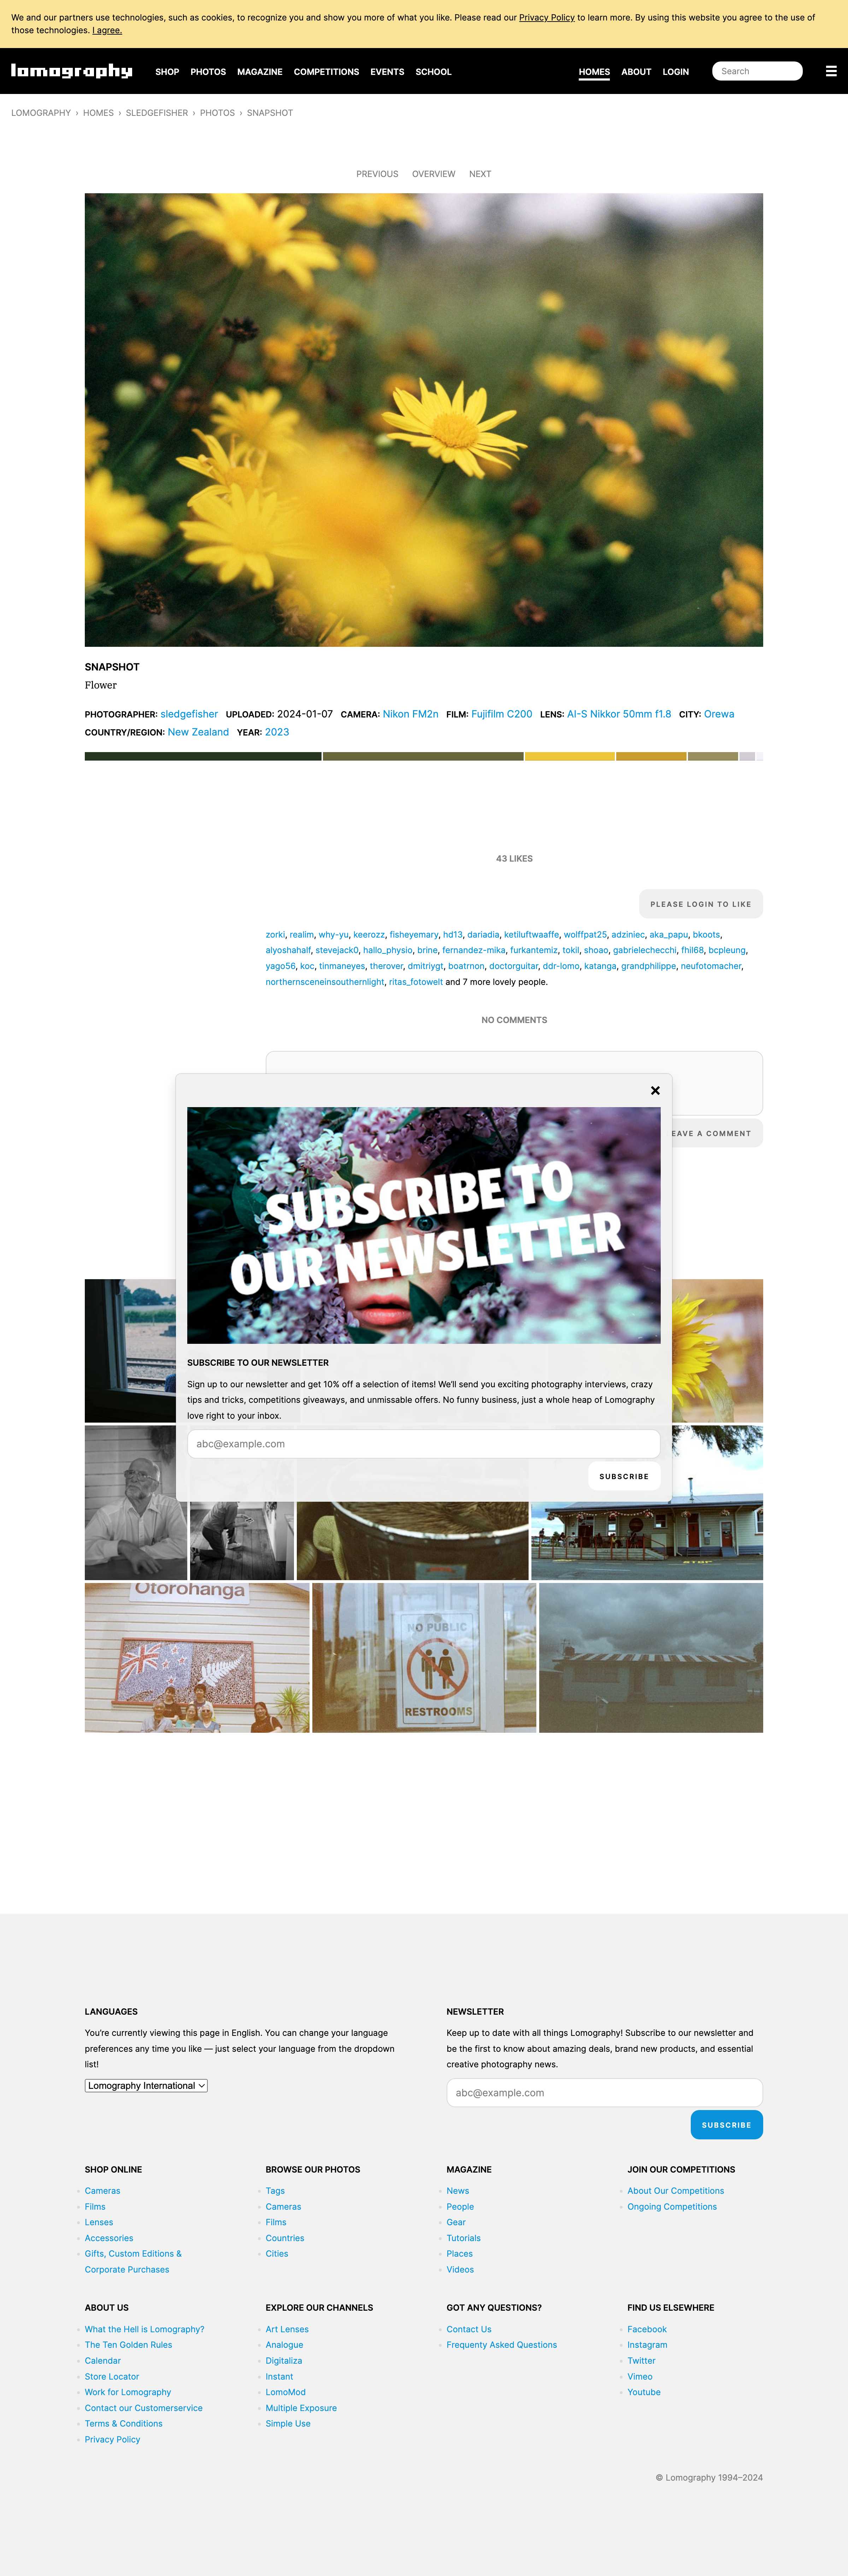 We and our partners use technologies, such as cookies, to recognize you and show you more of what you like. Please read our Privacy Policy to learn more. By using this website you agree to the use of
those technologies. I agree.
lomography SHOP PHOTOS MAGAZINE COMPETITIONS EVENTS SCHOOL HOMES ABOUT LOGIN Search
LOMOGRAPHY › HOMES › SLEDGEFISHER › PHOTOS › SNAPSHOT
PREVIOUS OVERVIEW NEXT
SNAPSHOT
Flower
PHOTOGRAPHER: sledgefisher UPLOADED: 2024-01-07 CAMERA: Nikon FM2n FILM: Fujifilm C200 LENS: AI-S Nikkor 50mm f1.8 CITY: Orewa
COUNTRY/REGION: New Zealand YEAR: 2023
43 LIKES
PLEASE LOGIN TO LIKE
zorki, realim, why-yu, keerozz, fisheyemary, hd13, dariadia, ketiluftwaaffe, wolffpat25, adziniec, aka_papu, bkoots,
alyoshahalf, stevejack0, hallo_physio, brine, fernandez-mika, furkantemiz, tokil, shoao, gabrielechecchi, fhil68, bcpleung,
yago56, koc, tinmaneyes, therover, dmitriygt, boatrnon, doctorguitar, ddr-lomo, katanga, grandphilippe, neufotomacher,
northernsceneinsouthernlight, ritas_fotowelt and 7 more lovely people.
NO COMMENTS
EAVE A COMMENT
×
SUBSCRIBE TO
OUR NEWSLETTER
SUBSCRIBE TO OUR NEWSLETTER
Sign up to our newsletter and get 10% off a selection of items! We'll send you exciting photography interviews, crazy
tips and tricks, competitions giveaways, and unmissable offers. No funny business, just a whole heap of Lomography
love right to your inbox.
abc@example.com
SUBSCRIBE
STOP
Otorohanga
NO PUBLIC
RESTROOMS
LANGUAGES
You're currently viewing this page in English. You can change your language
preferences any time you like — just select your language from the dropdown
list!
Lomography International
NEWSLETTER
Keep up to date with all things Lomography! Subscribe to our newsletter and
be the first to know about amazing deals, brand new products, and essential
creative photography news.
abc@example.com
SUBSCRIBE
SHOP ONLINE
Cameras
Films
Lenses
Accessories
Gifts, Custom Editions &
Corporate Purchases
BROWSE OUR PHOTOS
Tags
Cameras
Films
Countries
Cities
MAGAZINE
News
People
Gear
Tutorials
Places
Videos
JOIN OUR COMPETITIONS
About Our Competitions
Ongoing Competitions
ABOUT US
What the Hell is Lomography?
The Ten Golden Rules
Calendar
Store Locator
Work for Lomography
Contact our Customerservice
Terms & Conditions
Privacy Policy
EXPLORE OUR CHANNELS
Art Lenses
Analogue
Digitaliza
Instant
LomoMod
Multiple Exposure
Simple Use
GOT ANY QUESTIONS?
Contact Us
Frequenty Asked Questions
FIND US ELSEWHERE
Facebook
Instagram
Twitter
Vimeo
Youtube
© Lomography 1994–2024